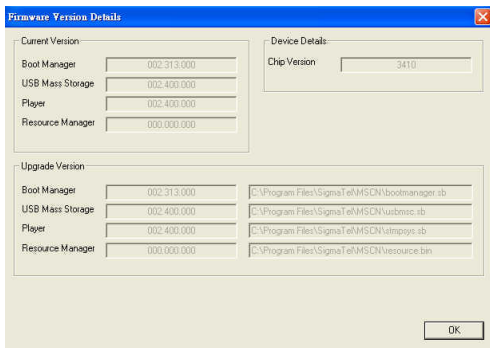 Firmware Version Details
Current Version
Boot Manager 002.313.000
USB Mass Storage 002.400.000
Player 002.400.000
Resource Manager 000.000.000
Device Details
Chip Version 3410
Upgrade Version
Boot Manager 002.313.000 C:\Program Files\SigmaTel\MSCN\bootmanager.sb
USB Mass Storage 002.400.000 C:\Program Files\SigmaTel\MSCN\usbmsc.sb
Player 002.400.000 C:\Program Files\SigmaTel\MSCN\stmpsys.sb
Resource Manager 000.000.000 C:\Program Files\SigmaTel\MSCN\resource.bin
OK